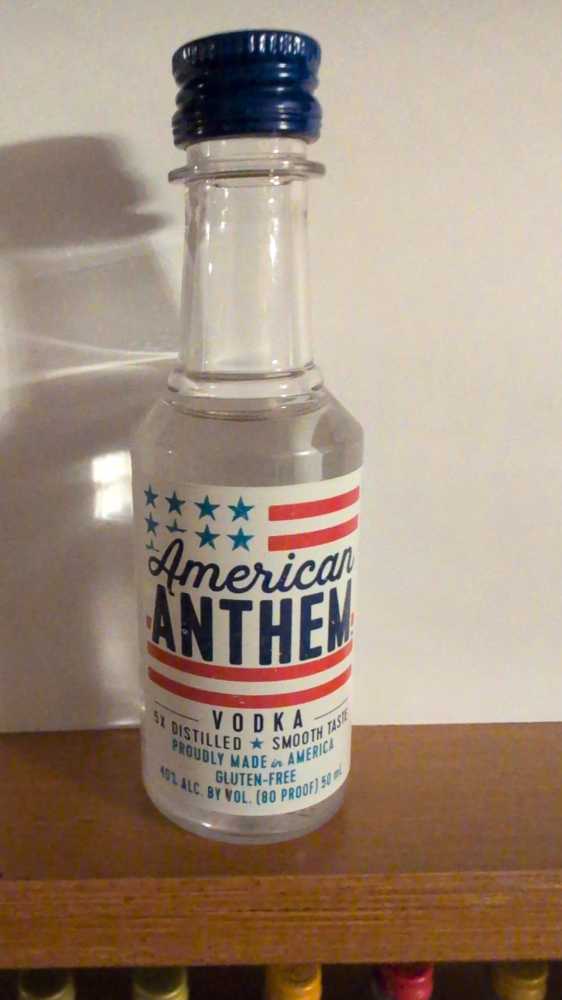 American
ANTHEM
VODKA
5X DISTILLED ★ SMOOTH TASTE
PROUDLY MADE in AMERICA
GLUTEN-FREE
40% ALC. BY VOL. (80 PROOF) 50 mL